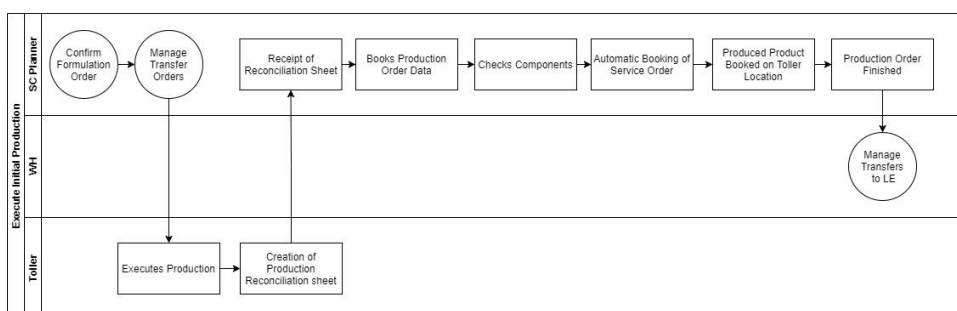 Execute Initial Production
SC Planner
Confirm
Formulation
Order
Manage
Transfer
Orders
Receipt of
Reconciliation Sheet
Books Production
Order Data
Checks Components
Automatic Booking of
Service Order
Produced Product
Booked on Toller
Location
Production Order
Finished
WH
Manage
Transfers
to LE
Toller
Executes Production
Creation of
Production
Reconciliation sheet